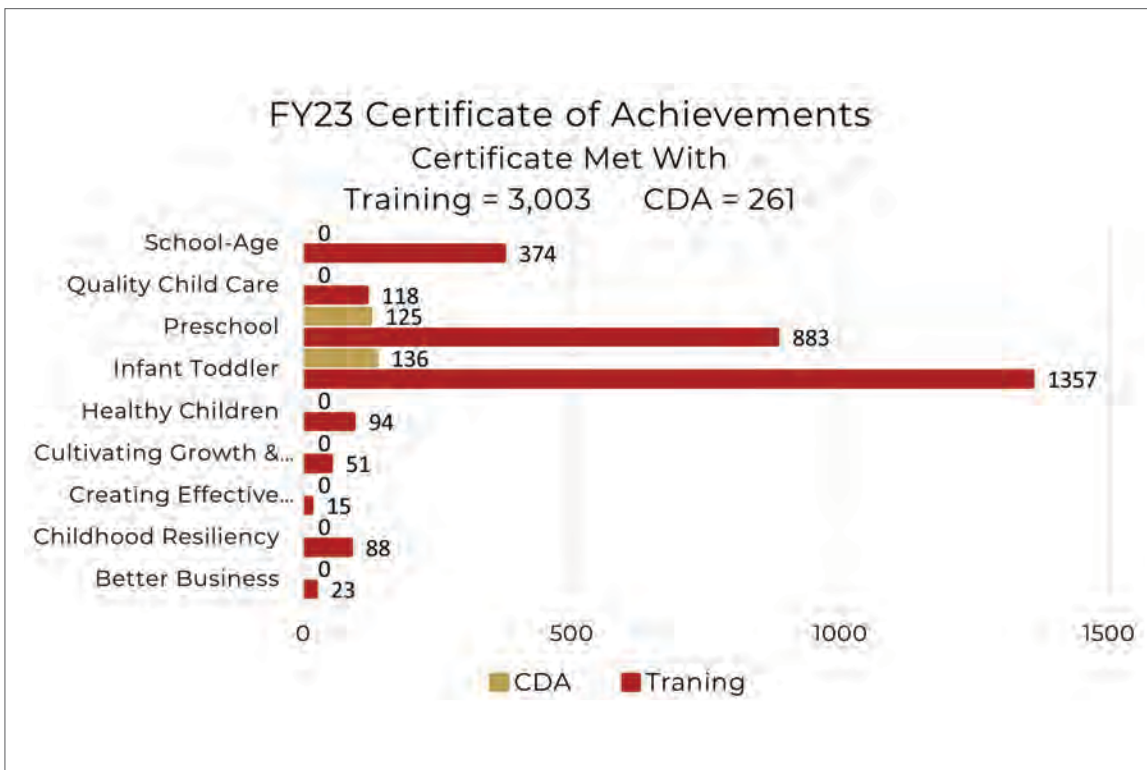 FY23 Certificate of Achievements
Certificate Met With
Training = 3,003 CDA = 261
School-Age
0
374
Quality Child Care
0
118
Preschool
125
883
Infant Toddler
136
1357
Healthy Children
0
94
Cultivating Growth &...
0
51
Creating Effective...
0
15
Childhood Resiliency
0
88
Better Business
0
23
0 500 1000 1500
CDA Traning